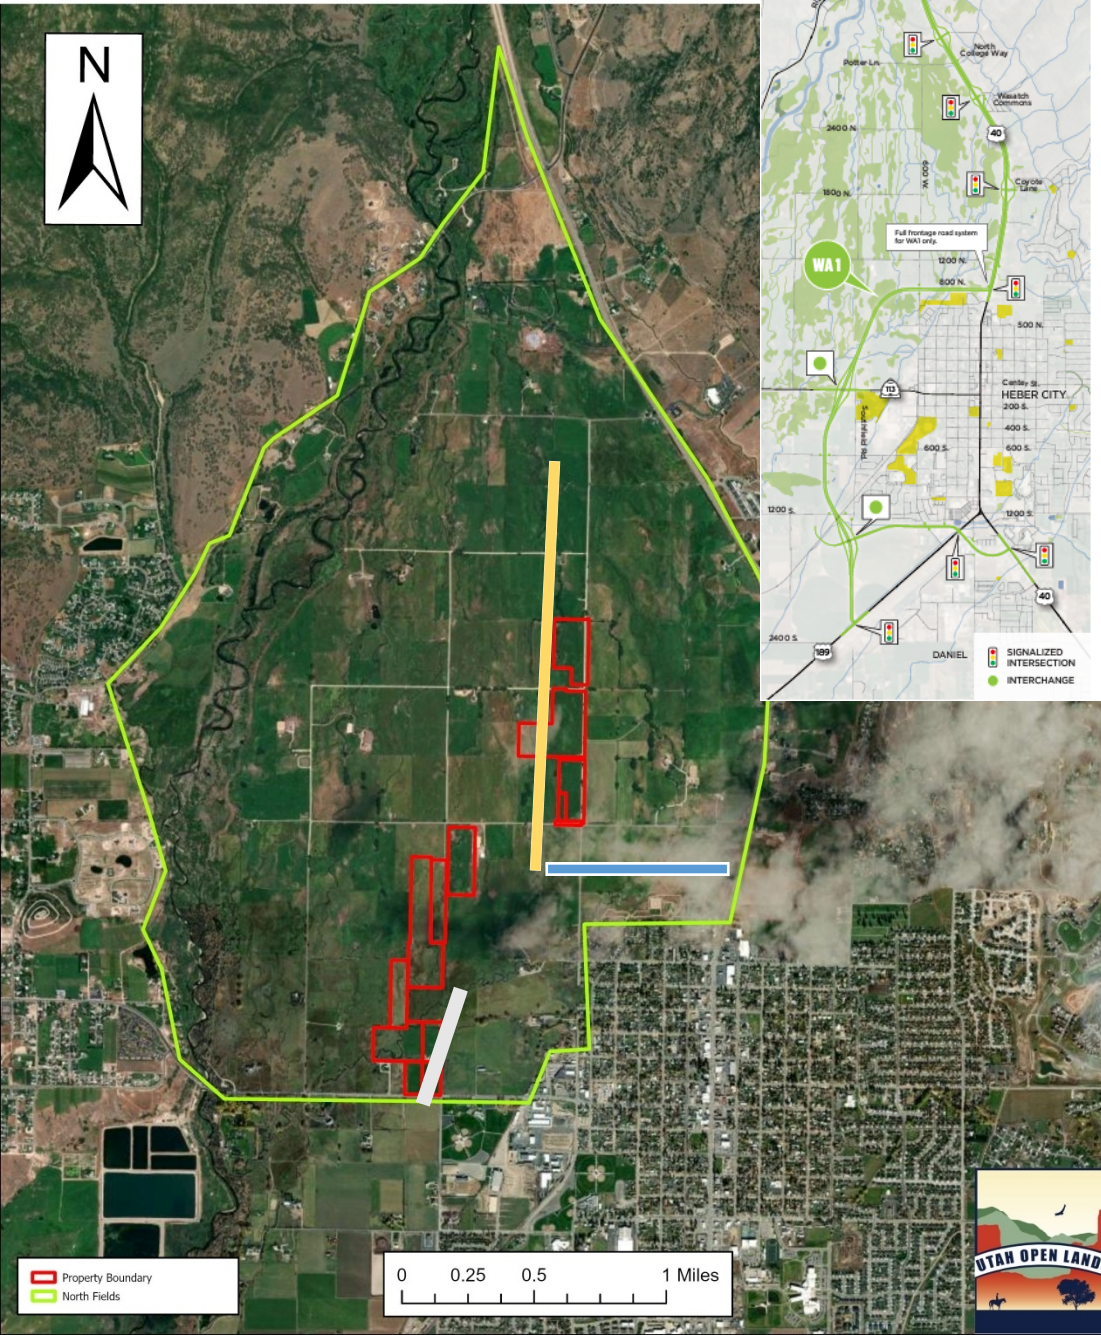 N
North
College Way
Potter Ln.
Wasatch
Commons
2400 N.
40
600 W.
Coyote
Lane
1800 N.
Full frontage road system
for WA1 only.
WA1
1200 N.
800 N.
500 N.
113
Center St.
HEBER CITY
200 S.
400 S.
Southfield Rd.
600 S.
600 S.
1200 S.
1200 S.
40
2400 S.
189
DANIEL
SIGNALIZED
INTERSECTION
INTERCHANGE
Property Boundary
North Fields
0 0.25 0.5 1 Miles
UTAH OPEN LAND